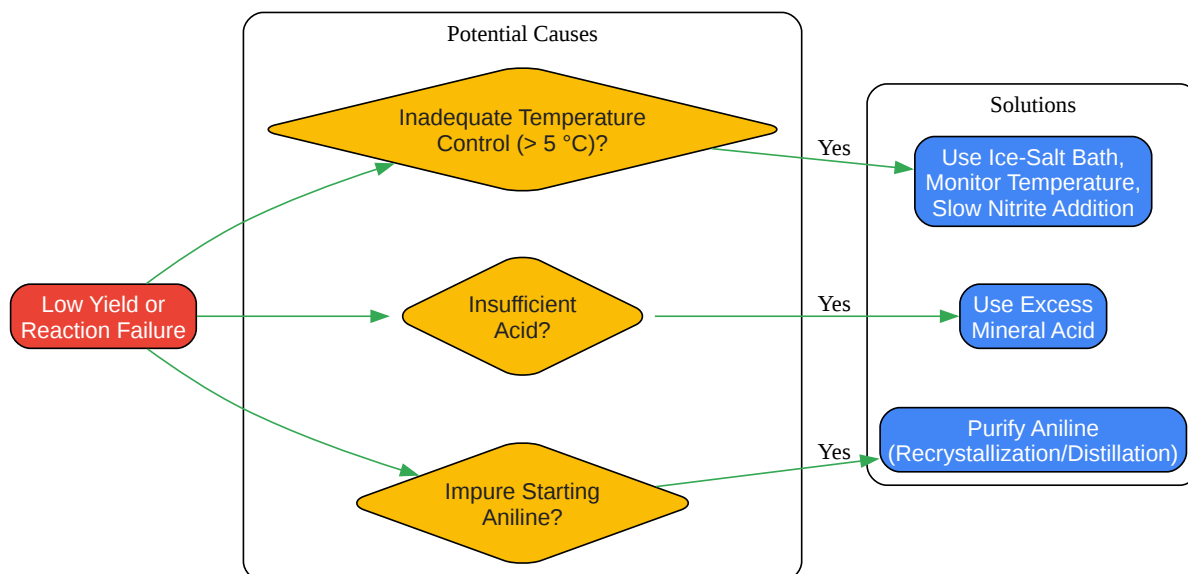 Potential Causes
Solutions
Low Yield or
Reaction Failure
Inadequate Temperature
Control (> 5 °C)?
Yes
Use Ice-Salt Bath,
Monitor Temperature,
Slow Nitrite Addition
Insufficient
Acid?
Yes
Use Excess
Mineral Acid
Impure Starting
Aniline?
Yes
Purify Aniline
(Recrystallization/Distillation)